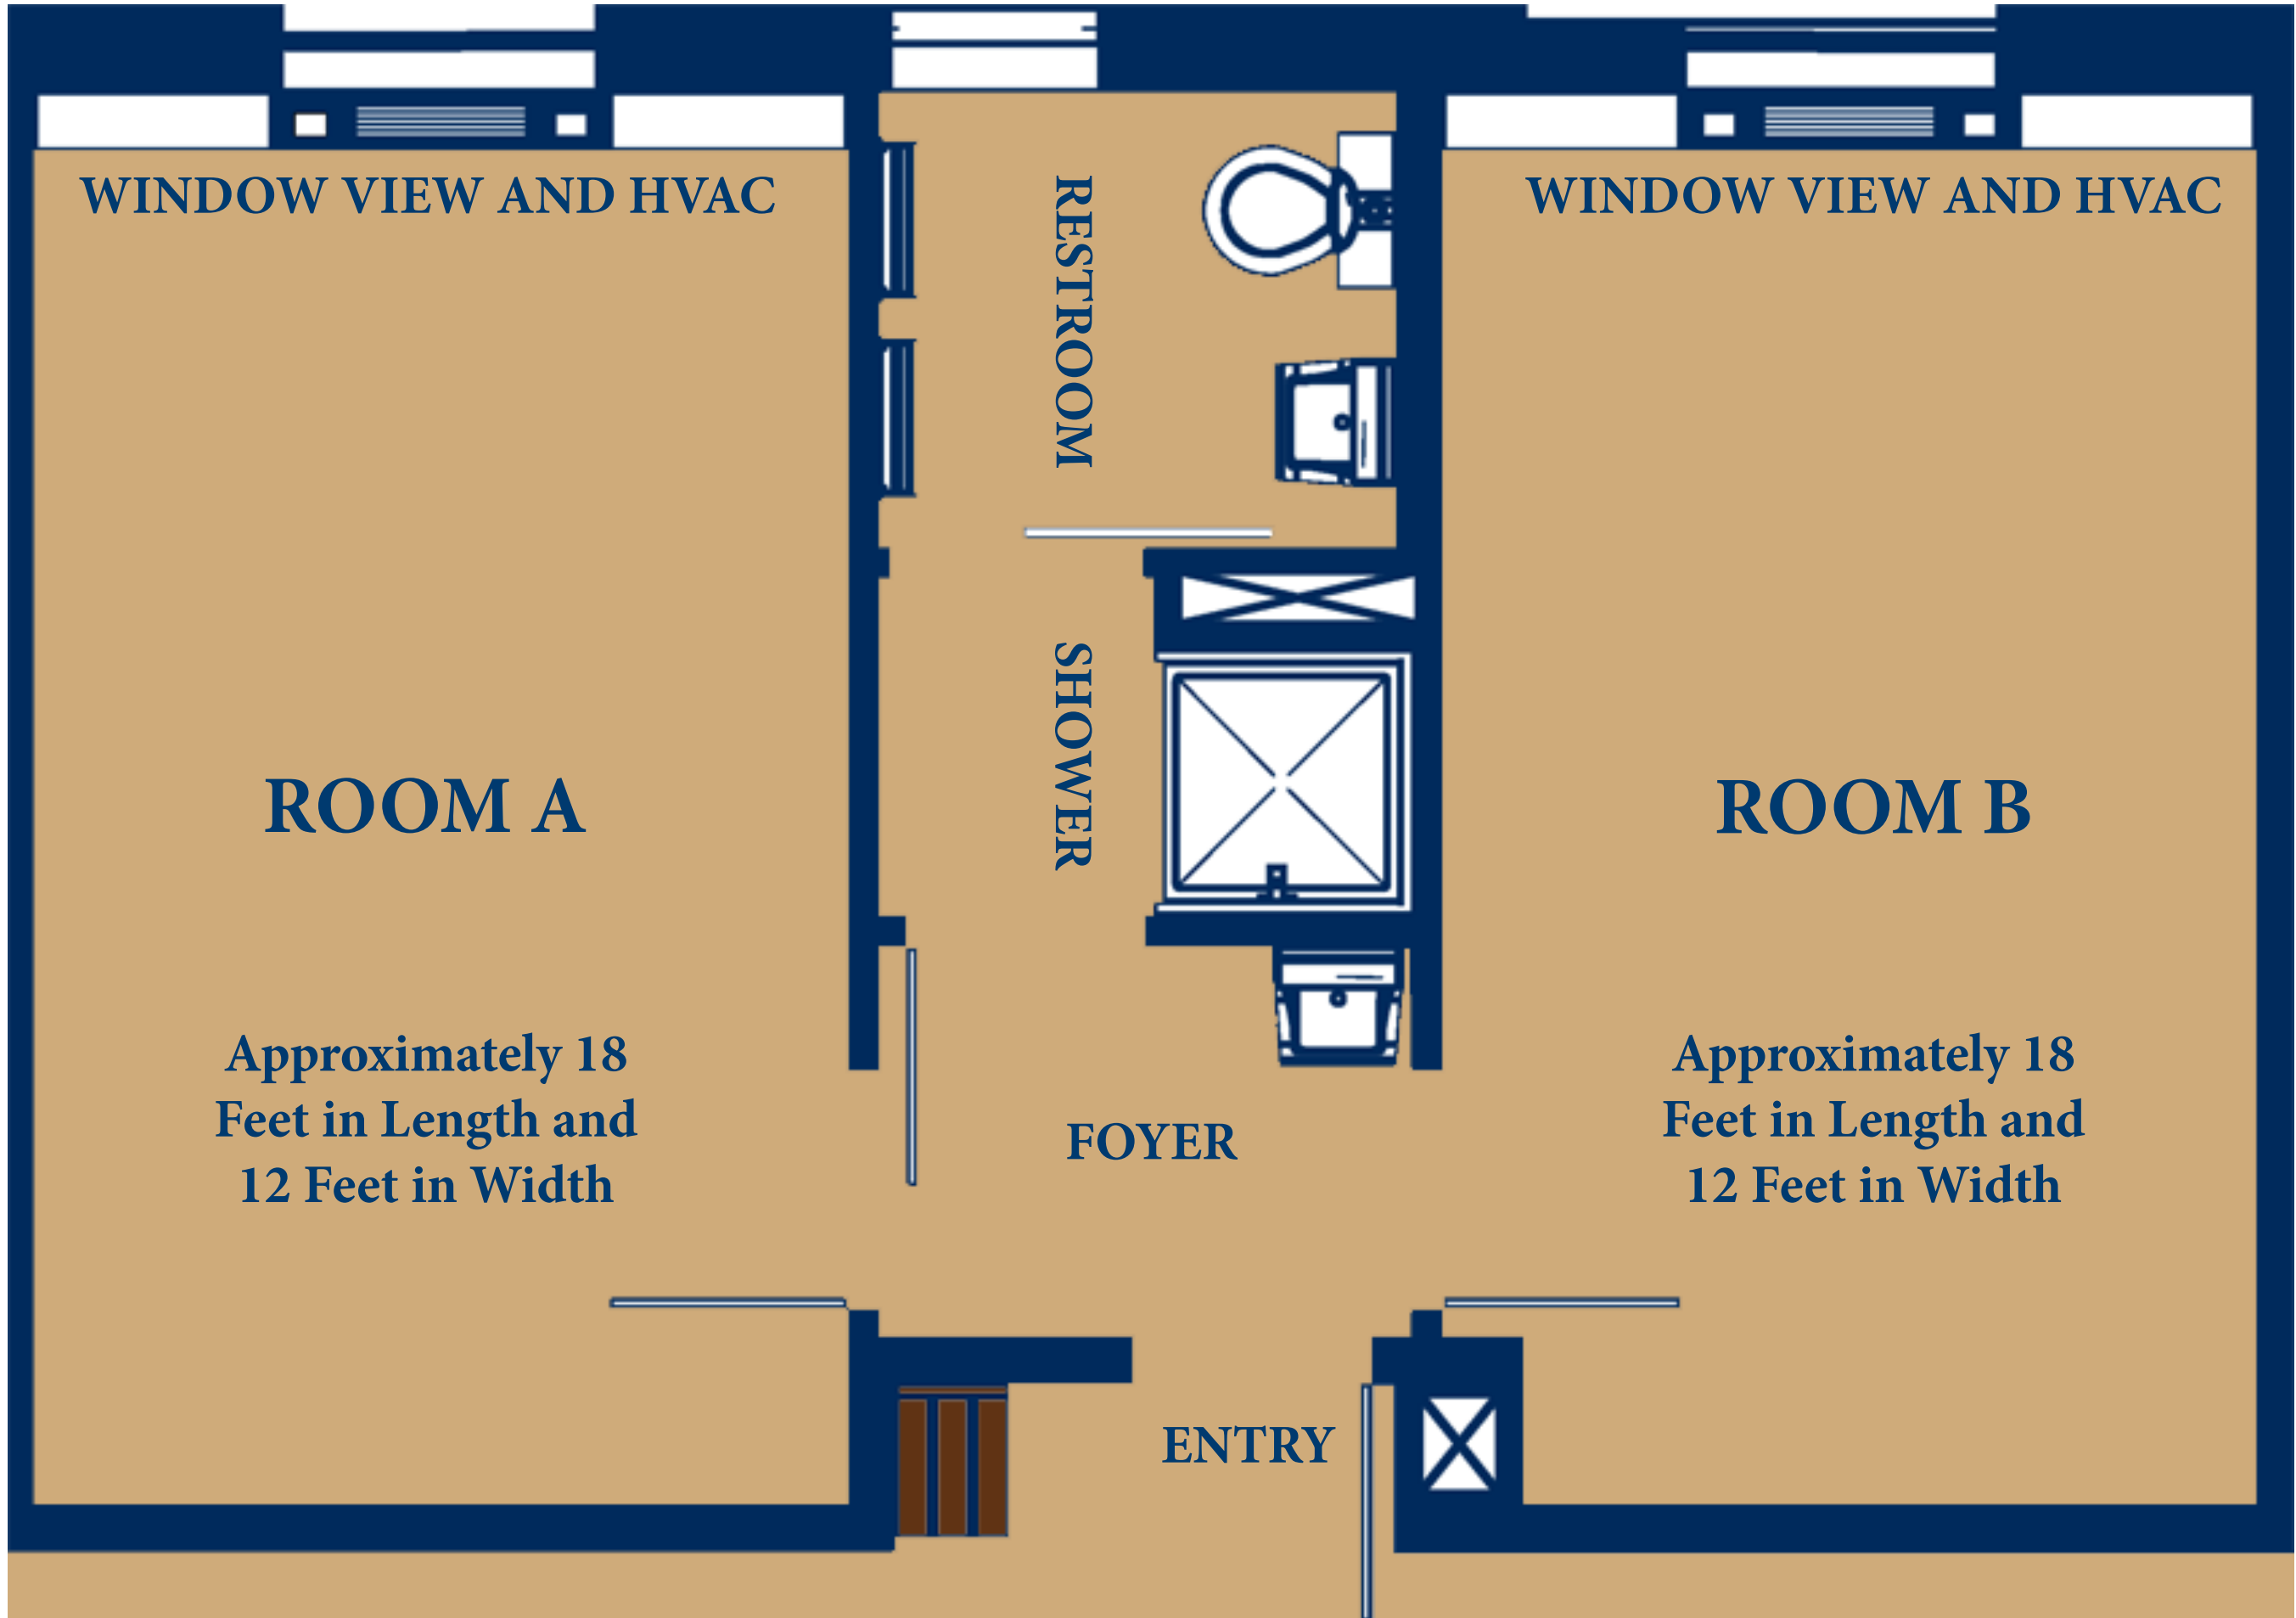 WINDOW VIEW AND HVAC
RESTROOM
WINDOW VIEW AND HVAC
SHOWER
ROOM A
ROOM B
Approximately 18
Feet in Length and
12 Feet in Width
FOYER
Approximately 18
Feet in Length and
12 Feet in Width
ENTRY